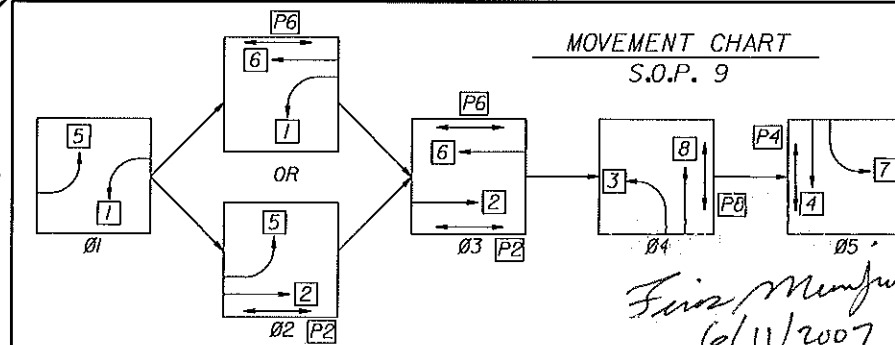 MOVEMENT CHART
S.O.P. 9
5
1
Ø1
P6
6
1
OR
5
2
Ø2 P2
P6
6
2
Ø3 P2
3
8
Ø4 P8
P4
4
7
Ø5
6/11/2007